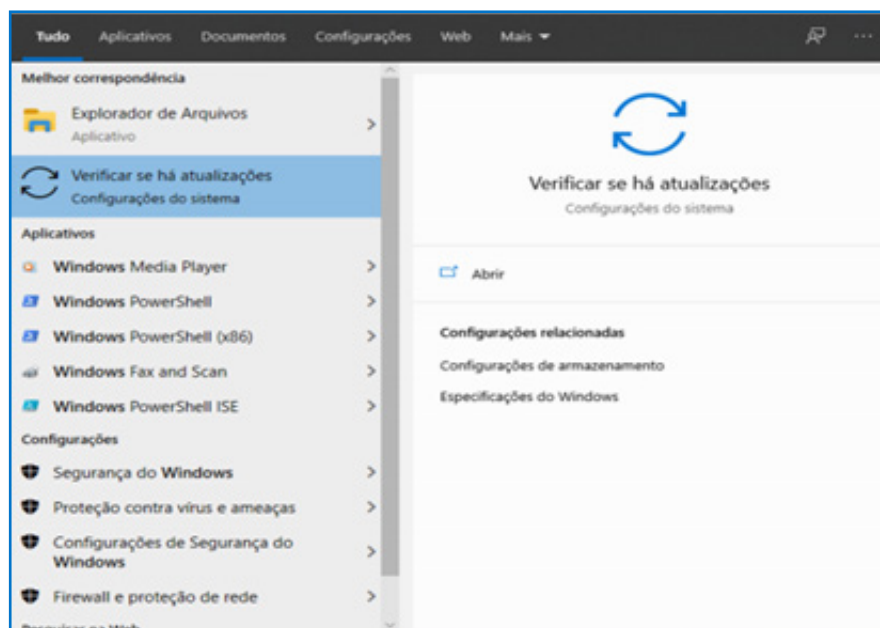 Tudo Aplicativos Documentos Configurações Web Mais
Melhor correspondência
Explorador de Arquivos
Aplicativo
Verificar se há atualizações
Configurações do sistema
Aplicativos
Windows Media Player
Windows PowerShell
Windows PowerShell (x86)
Windows Fax and Scan
Windows PowerShell ISE
Configurações
Segurança do Windows
Proteção contra vírus e ameaças
Configurações de Segurança do
Windows
Firewall e proteção de rede
Pesquisar na Web
Verificar se há atualizações
Configurações do sistema
Abrir
Configurações relacionadas
Configurações de armazenamento
Especificações do Windows